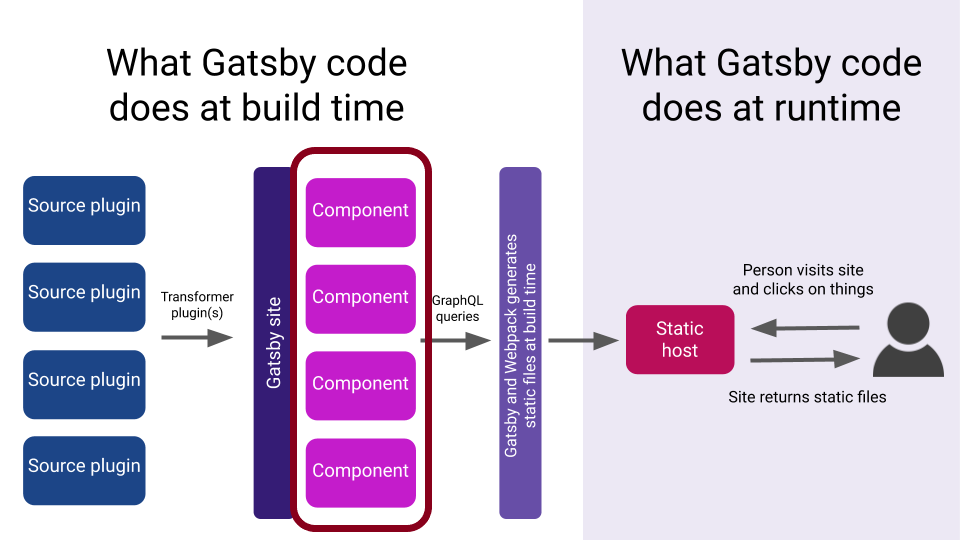 What Gatsby code
does at build time
What Gatsby code
does at runtime
Source plugin
Source plugin
Source plugin
Source plugin
Transformer
plugin(s)
Gatsby site
Component
Component
Component
Component
GraphQL
queries
Gatsby and Webpack generates
static files at build time
Static
host
Person visits site
and clicks on things
Site returns static files